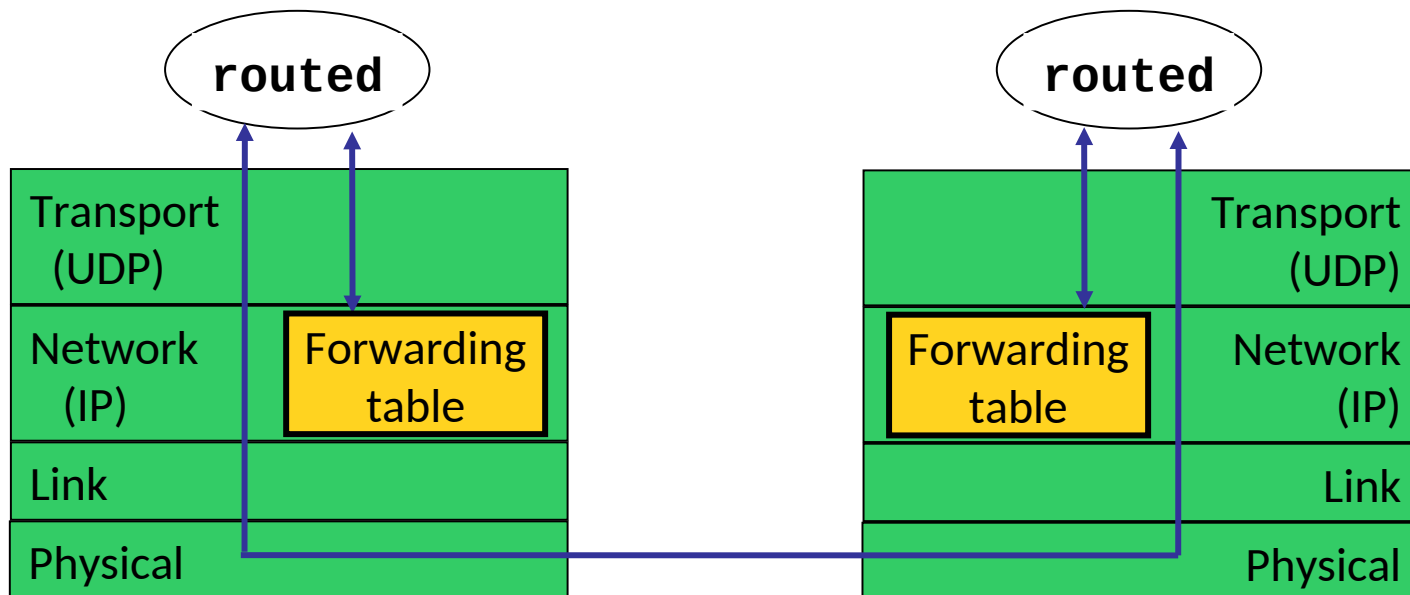 routed
routed
Transport
(UDP)
Transport
(UDP)
Network
(IP)
Forwarding
table
Forwarding
table
Network
(IP)
Link
Link
Physical
Physical